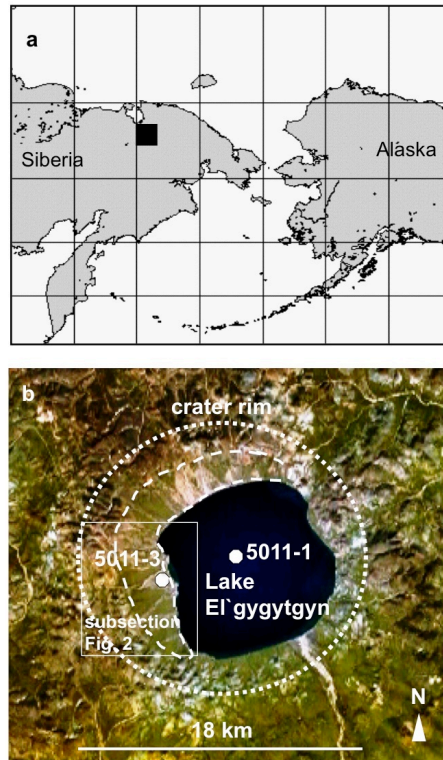 a
Siberia
Alaska
b
crater rim
5011-3
5011-1
Lake
El`gygytgyn
subsection
Fig. 2
N
18 km